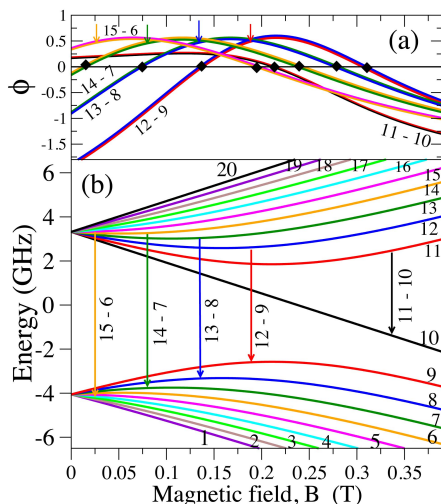 15 - 6
(a)
1
0.5
0
-0.5
-1
-1.5
ϕ
14 - 7
13 - 8
12 - 9
11 - 10
(b)
20
19
18
17
16
15
14
13
12
11
10
9
8
7
6
5
4
3
2
1
6
4
2
0
-2
-4
-6
Energy (GHz)
15 - 6
14 - 7
13 - 8
12 - 9
11 - 10
0
0.05
0.1
0.15
0.2
0.25
0.3
0.35
Magnetic field, B (T)